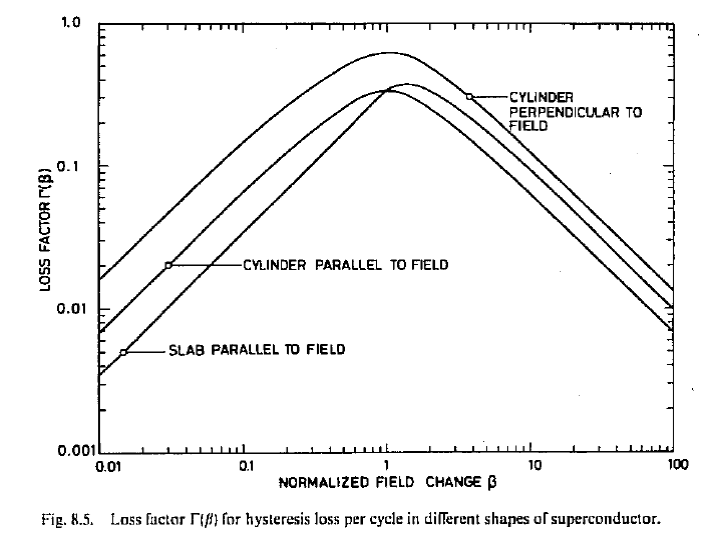 1.0
0.1
0.01
0.001
LOSS FACTOR Γ(β)
CYLINDER
PERPENDICULAR TO
FIELD
CYLINDER PARALLEL TO FIELD
SLAB PARALLEL TO FIELD
0.01 0.1 1 10 100
NORMALIZED FIELD CHANGE β
Fig. 8.5. Loss factor Γ(β) for hysteresis loss per cycle in different shapes of superconductor.